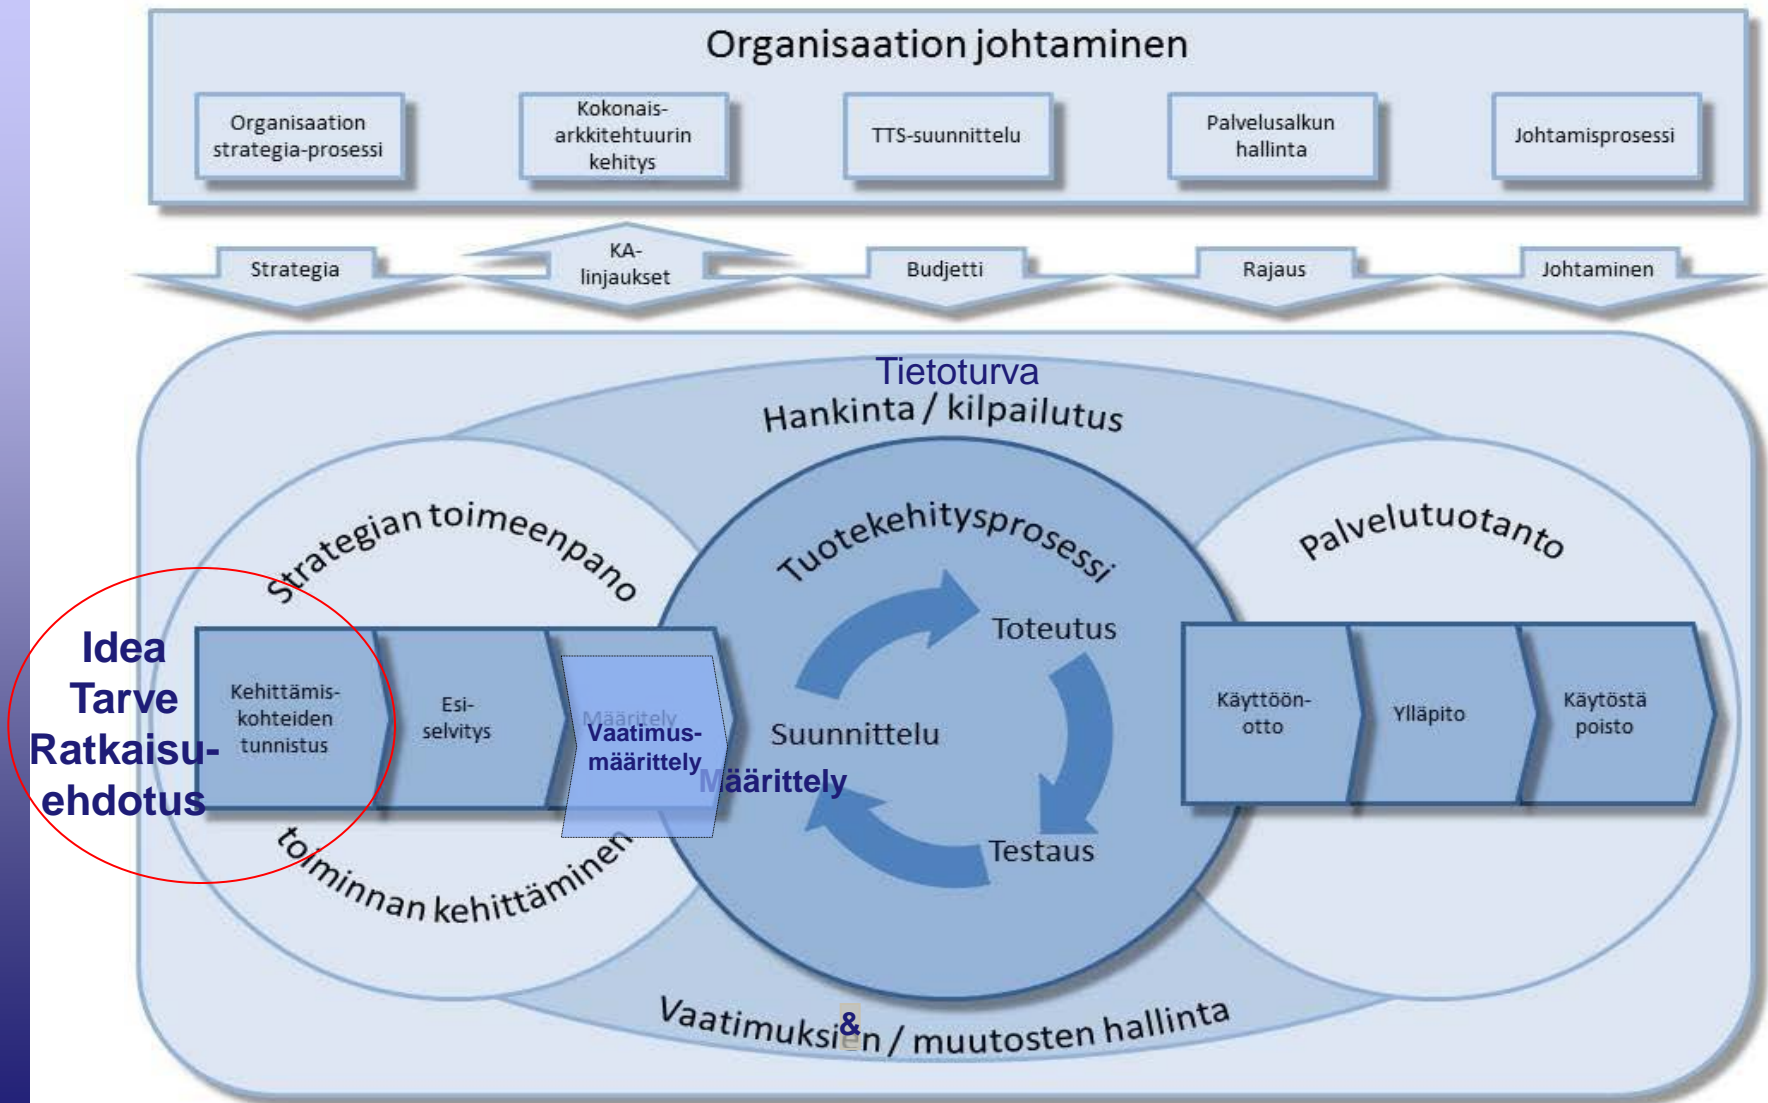 Organisaation johtaminen
Organisaation
strategia-prosessi
Kokonais-
arkkitehtuurin
kehitys
TTS-suunnittelu
Palvelusalkun
hallinta
Johtamisprosessi
Strategia
KA-
linjaukset
Budjetti
Rajaus
Johtaminen
Tietoturva
Hankinta / kilpailutus
Strategian toimeenpano
Tuotekehitysprosessi
Palvelutuotanto
Idea
Tarve
Ratkaisu-
ehdotus
Kehittämis-
kohteiden
tunnistus
Esi-
selvitys
Määritely
Vaatimus-
määrittely
Määrittely
Suunnittelu
Toteutus
Testaus
Käyttöön-
otto
Ylläpito
Käytöstä
poisto
toiminnan kehittäminen
Vaatimuksien / muutosten hallinta
&